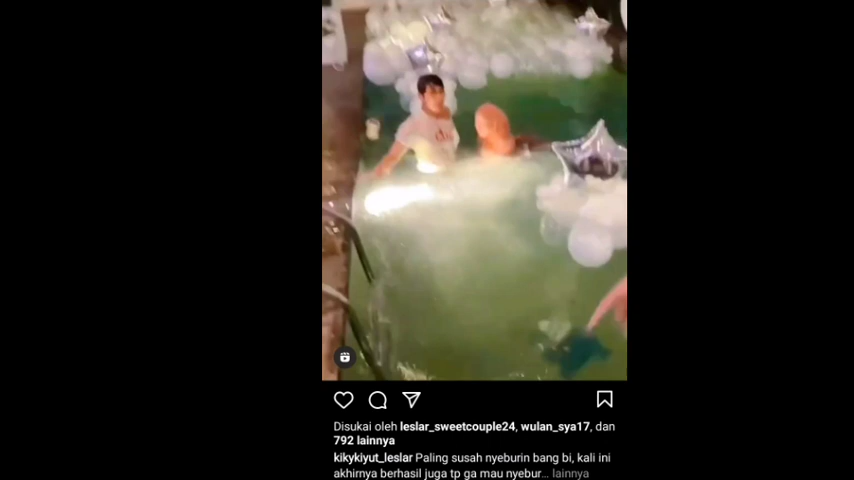 Disukai oleh leslar_sweetcouple24, wulan_sya17, dan
792 lainnya
kikykiyut_leslar Paling susah nyeburin bang bi, kali ini
akhirnya berhasil juga tp ga mau nyebur... lainnya